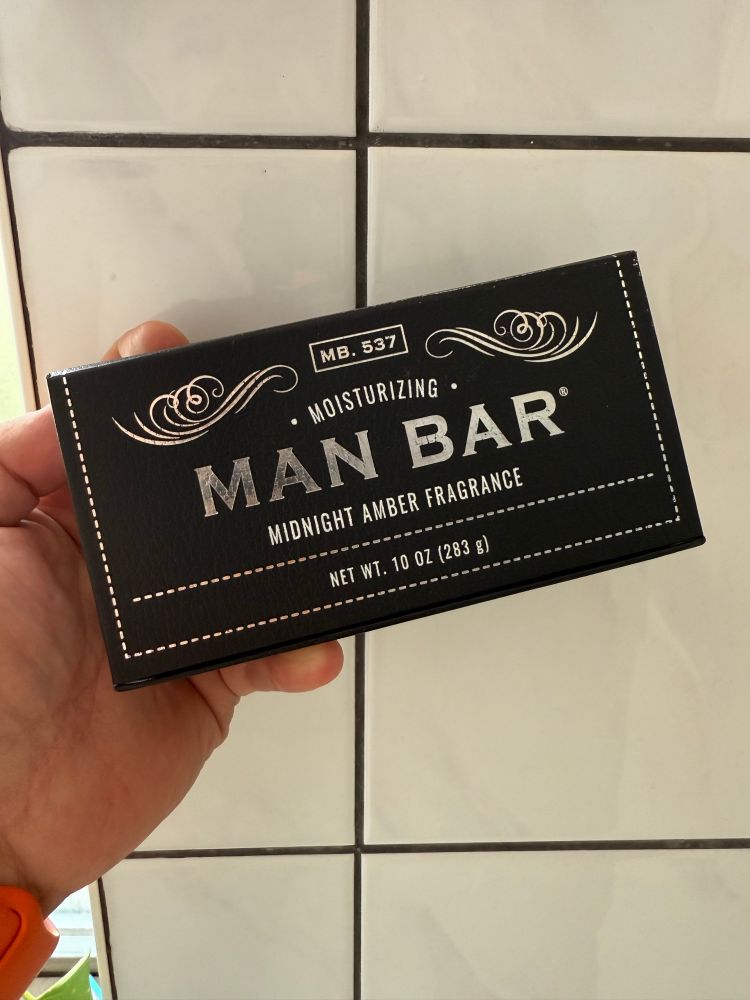 MB. 537
• MOISTURIZING •
MAN BAR®
MIDNIGHT AMBER FRAGRANCE
NET WT. 10 OZ (283 g)